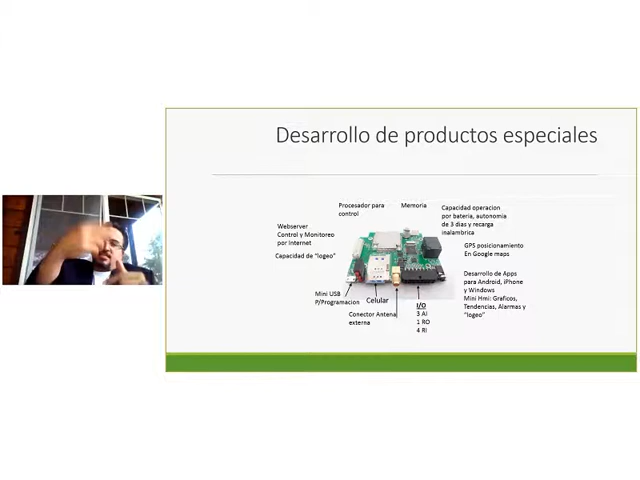 Desarrollo de productos especiales
Procesador para
control
Memoria
Capacidad operacion
por bateria, autonomia
de 3 dias y recarga
inalambrica
Webserver
Control y Monitoreo
por Internet
Capacidad de "logeo"
GPS posicionamiento
En Google maps
Desarrollo de Apps
para Android, iPhone
y Windows
Mini Hmi: Graficos,
Tendencias, Alarmas y
"logeo"
Mini USB
P/Programacion
Celular
Conector Antena
externa
I/O
3 AI
1 RO
4 RI